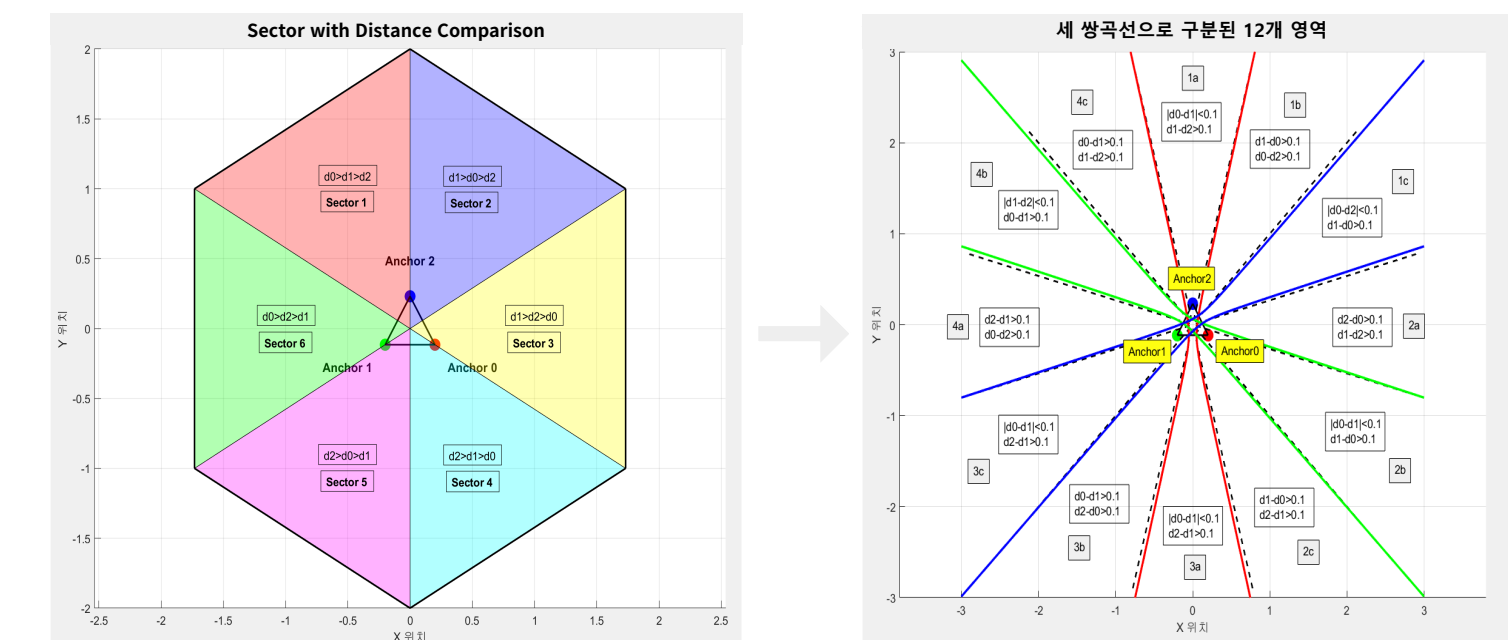 Sector with Distance Comparison
Y 위치
2
1.5
1
0.5
0
-0.5
-1
-1.5
-2
d0>d1>d2
Sector 1
d1>d0>d2
Sector 2
Anchor 2
d0>d2>d1
Sector 6
d1>d2>d0
Sector 3
Anchor 1
Anchor 0
d2>d0>d1
Sector 5
d2>d1>d0
Sector 4
-2.5
-2
-1.5
-1
-0.5
0
0.5
1
1.5
2
2.5
X 위치
세 쌍곡선으로 구분된 12개 영역
Y 위치
3
2
1
0
-1
-2
-3
1a
4c
1b
|d0-d1|<0.1
d1-d2>0.1
d0-d1>0.1
d1-d2>0.1
d1-d0>0.1
d0-d2>0.1
4b
1c
|d1-d2|<0.1
d0-d1>0.1
|d0-d2|<0.1
d1-d0>0.1
Anchor2
4a
d2-d1>0.1
d0-d2>0.1
d2-d0>0.1
d1-d2>0.1
2a
Anchor1
Anchor0
|d0-d1|<0.1
d2-d1>0.1
|d0-d1|<0.1
d1-d0>0.1
3c
2b
d0-d1>0.1
d2-d0>0.1
|d0-d1|<0.1
d2-d1>0.1
d1-d0>0.1
d2-d1>0.1
3b
3a
2c
-3
-2
-1
0
1
2
3
X 위치